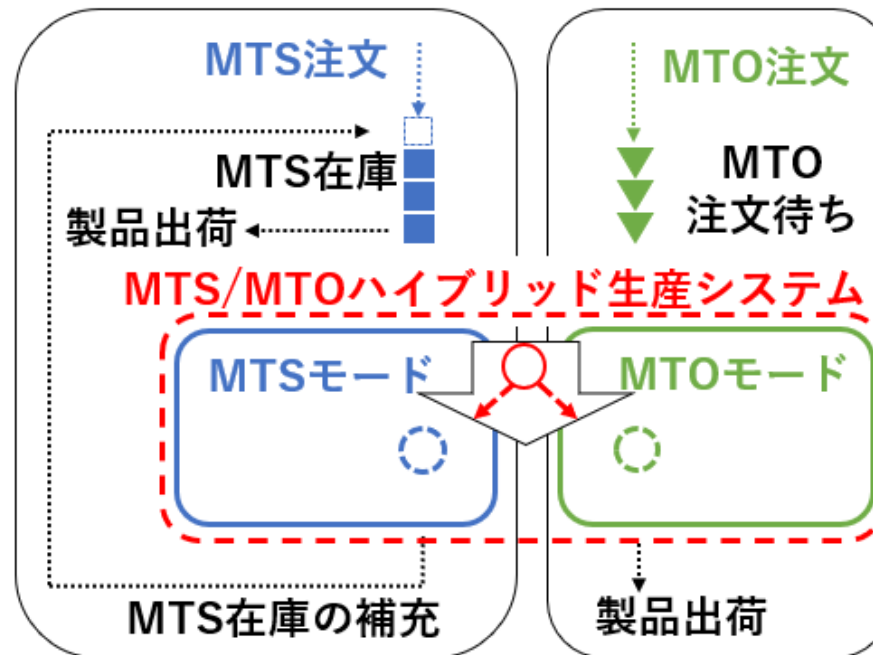 MTS注文
MTO注文
MTS在庫
MTO
注文待ち
製品出荷
MTS/MTOハイブリッド生産システム
MTSモード
MTOモード
MTS在庫の補充
製品出荷